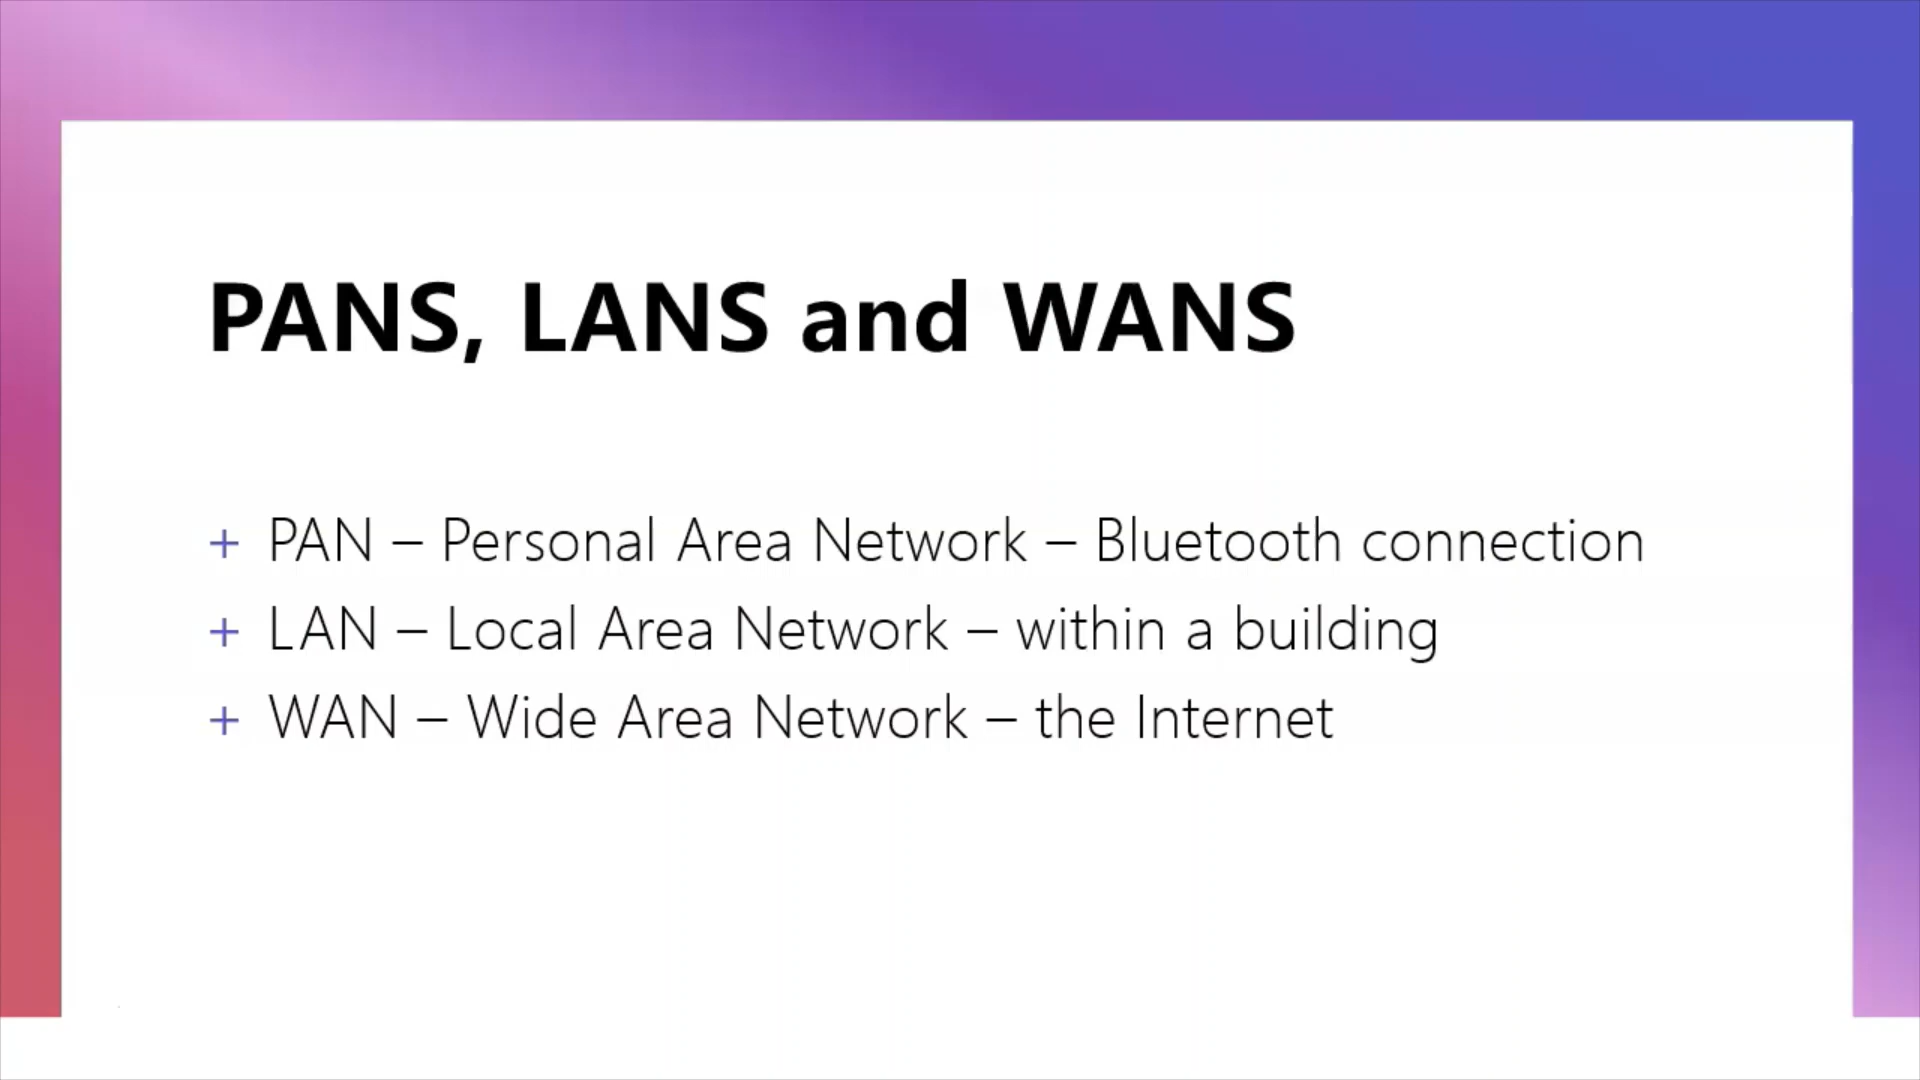 PANS, LANS and WANS
+ PAN – Personal Area Network – Bluetooth connection
+ LAN – Local Area Network – within a building
+ WAN – Wide Area Network – the Internet